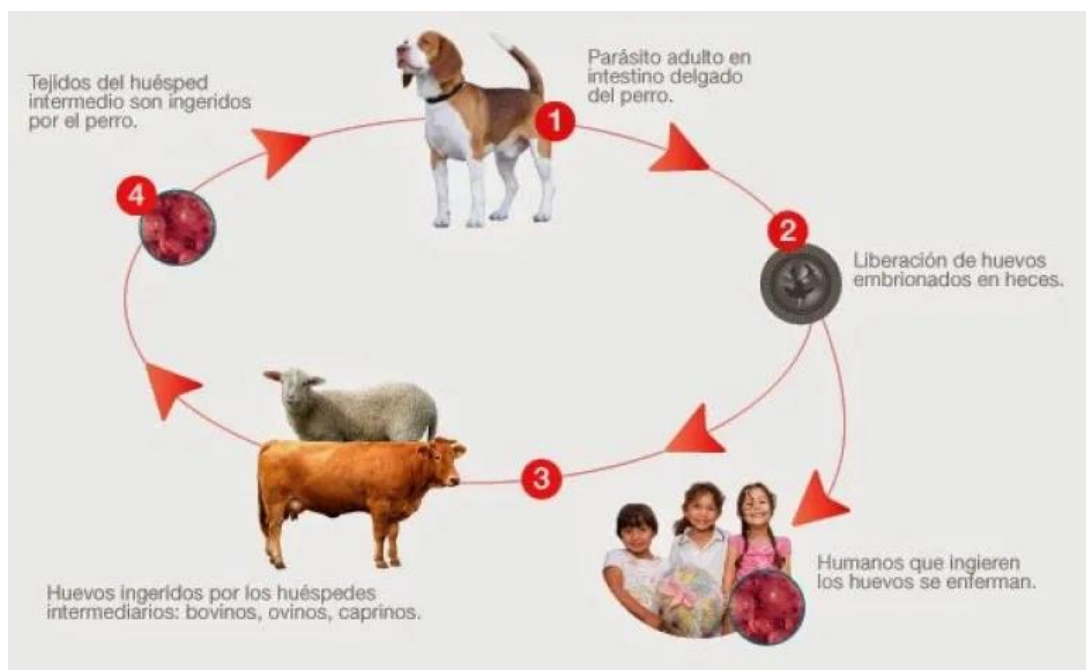 1
Parásito adulto en
intestino delgado
del perro.
2
Liberación de huevos
embrionados en heces.
Humanos que ingieren
los huevos se enferman.
3
Huevos ingeridos por los huéspedes
intermediarios: bovinos, ovinos, caprinos.
4
Tejidos del huésped
intermedio son ingeridos
por el perro.